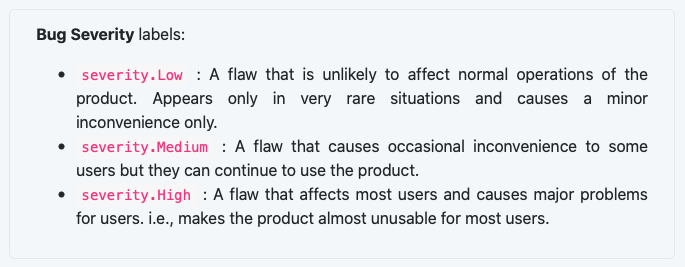 Bug Severity labels:
• severity.Low : A flaw that is unlikely to affect normal operations of the
product. Appears only in very rare situations and causes a minor
inconvenience only.
• severity.Medium : A flaw that causes occasional inconvenience to some
users but they can continue to use the product.
• severity.High : A flaw that affects most users and causes major problems
for users. i.e., makes the product almost unusable for most users.